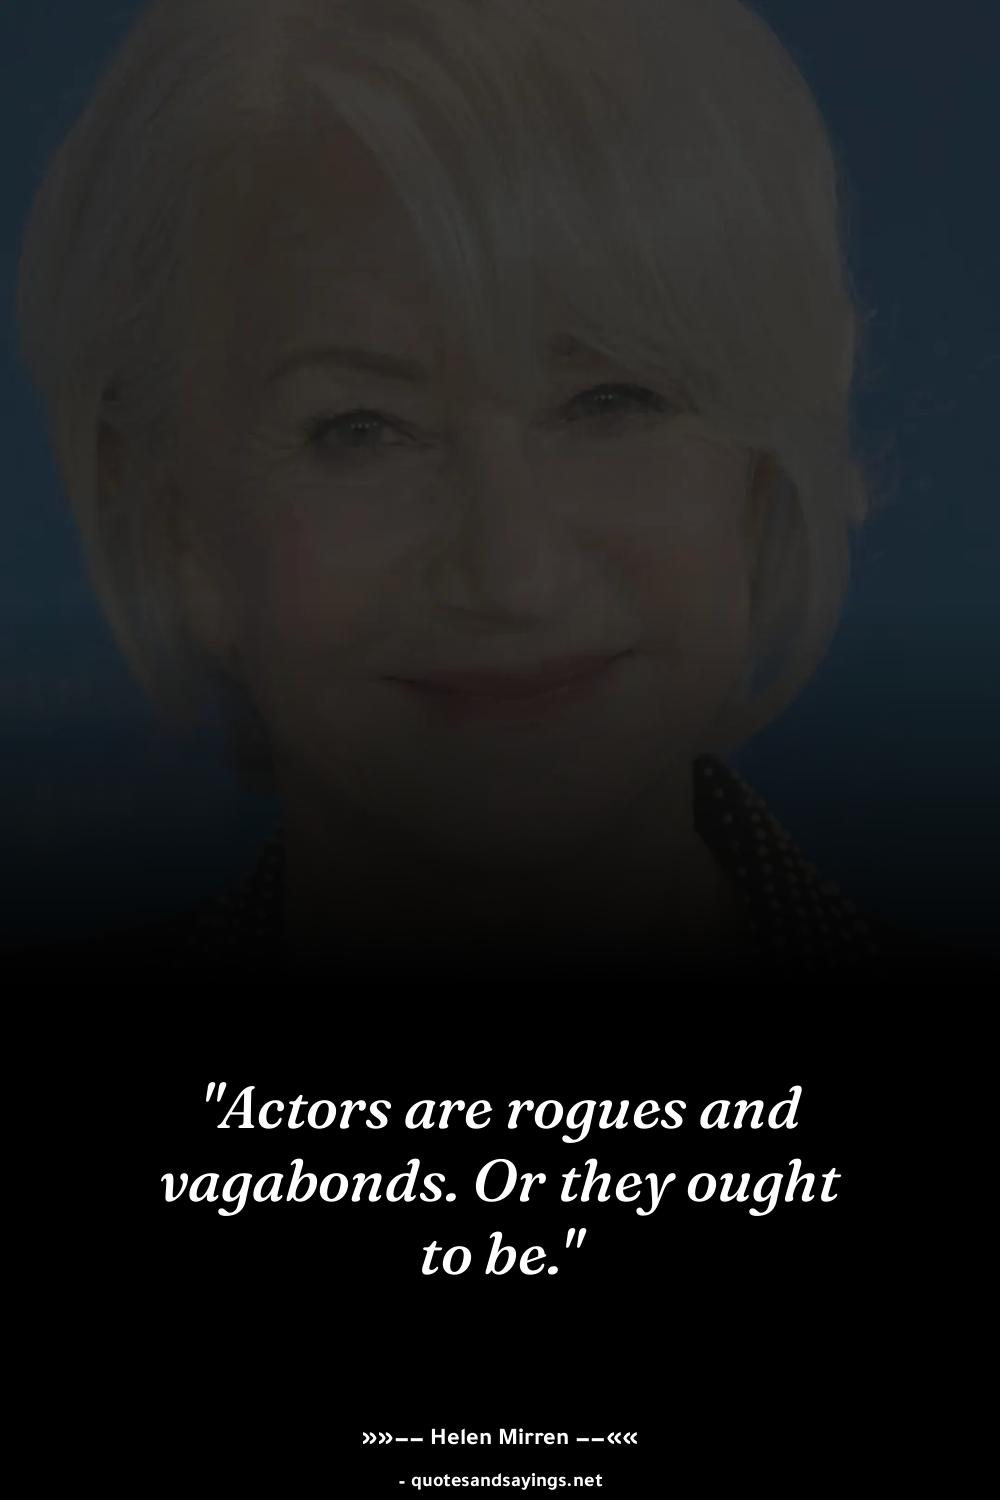 "Actors are rogues and
vagabonds. Or they ought
to be."
»»–– Helen Mirren ––««
- quotesandsayings.net